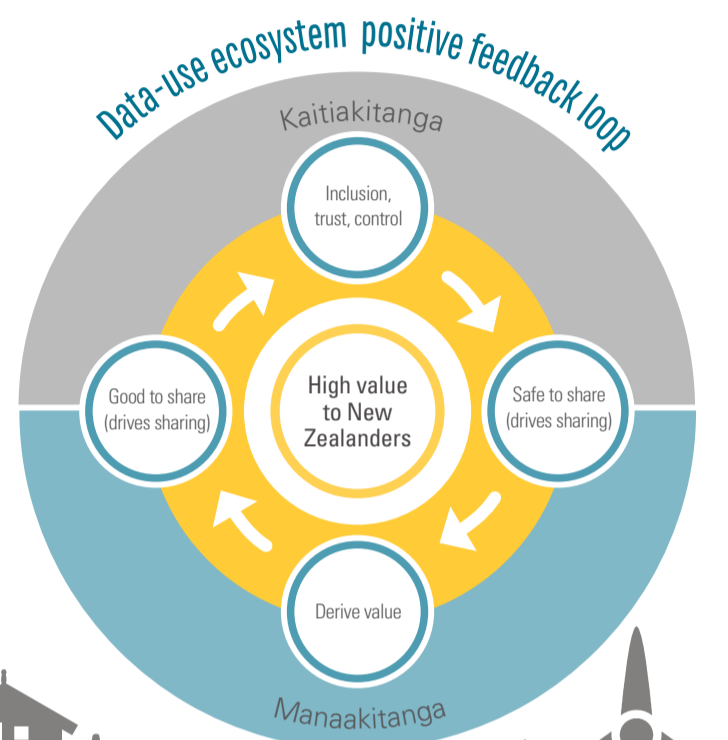 Data-use ecosystem positive feedback loop
Kaitiakitanga
Inclusion,
trust, control
Good to share
(drives sharing)
High value
to New
Zealanders
Safe to share
(drives sharing)
Derive value
Manaakitanga